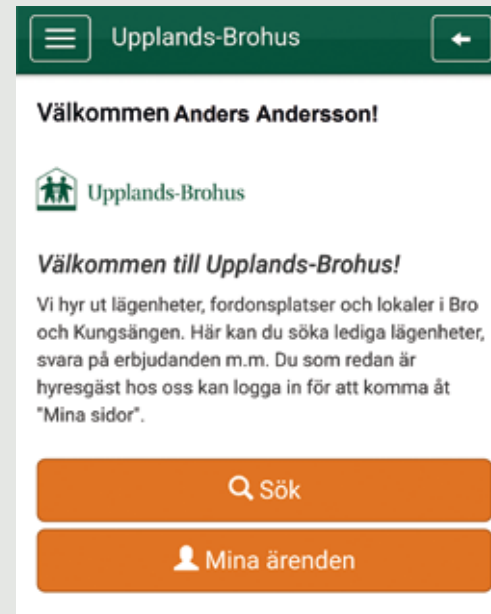 Upplands-Brohus
Välkommen Anders Andersson!
Upplands-Brohus
Välkommen till Upplands-Brohus!
Vi hyr ut lägenheter, fordonsplatser och lokaler i Bro
och Kungsängen. Här kan du söka lediga lägenheter,
svara på erbjudanden m.m. Du som redan är
hyresgäst hos oss kan logga in för att komma åt
"Mina sidor".
Sök
Mina ärenden